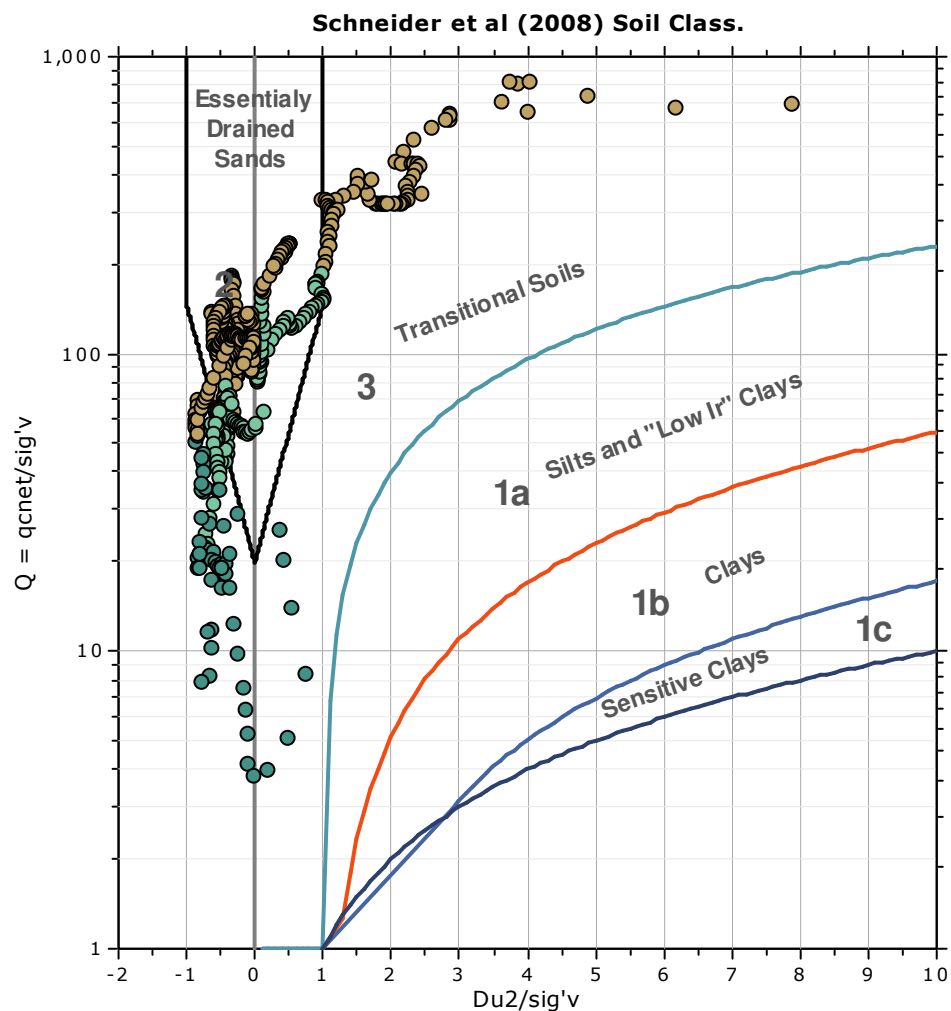 Schneider et al (2008) Soil Class.
1,000
Essentialy
Drained
Sands
2
Transitional Soils
100
3
Silts and "Low Ir" Clays
1a
Q = qcnet/sig'v
Clays
1b
1c
10
Sensitive Clays
1
-2 -1 0 1 2 3 4 5 6 7 8 9 10
Du2/sig'v